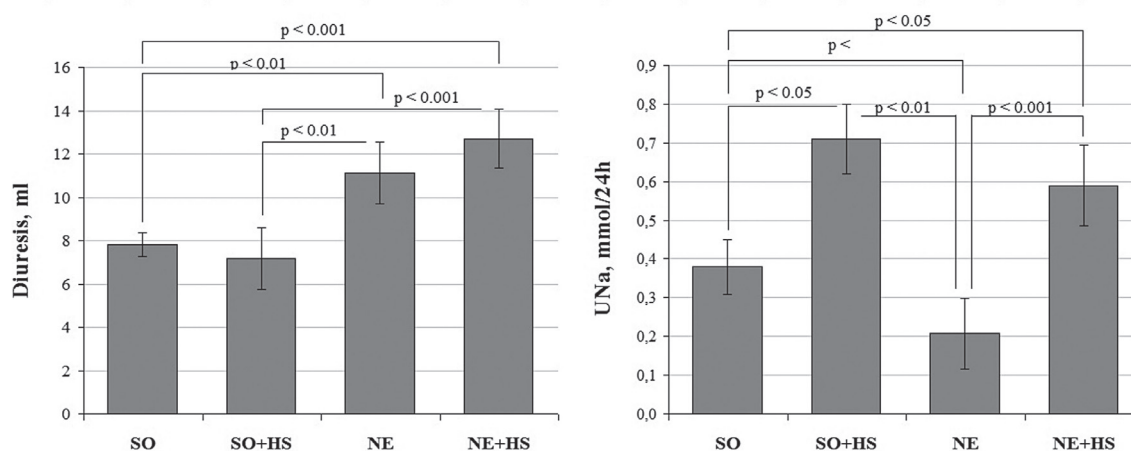 p < 0.001
p < 0.01
p < 0.001
p < 0.01
16
14
12
10
8
6
4
2
0
Diuresis, ml
SO
SO+HS
NE
NE+HS
p < 0.05
p <
p < 0.05
p < 0.01
p < 0.001
0,9
0,8
0,7
0,6
0,5
0,4
0,3
0,2
0,1
0,0
UNa, mmol/24h
SO
SO+HS
NE
NE+HS